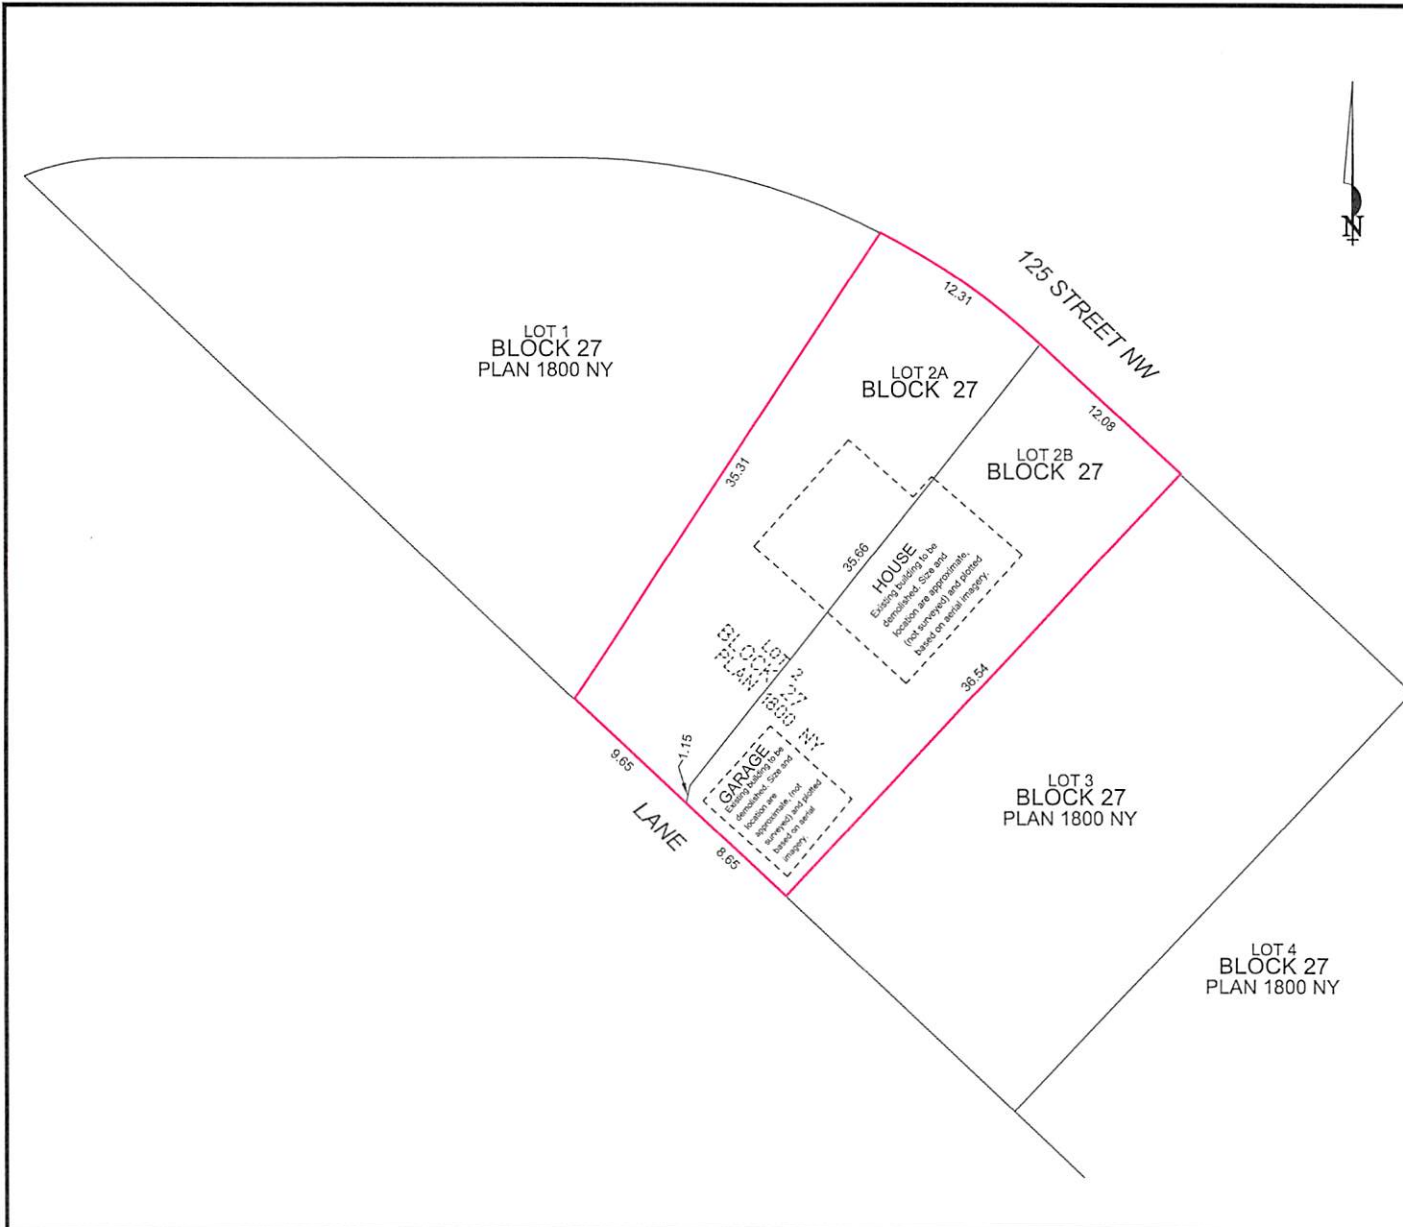 N
125 STREET NW
12.31
LOT 1
BLOCK 27
PLAN 1800 NY
LOT 2A
BLOCK 27
12.08
LOT 2B
BLOCK 27
35.31
35.66
HOUSE
Existing building to be
demolished. Size and
location are approximate,
(not surveyed) and plotted
based on aerial imagery.
LOT 2
BLOCK 27
PLAN 1800 NY
36.54
1.15
9.65
GARAGE
Existing building to be
demolished. Size and
location are
approximate, (not
surveyed) and plotted
based on aerial
imagery.
LANE
8.65
LOT 3
BLOCK 27
PLAN 1800 NY
LOT 4
BLOCK 27
PLAN 1800 NY